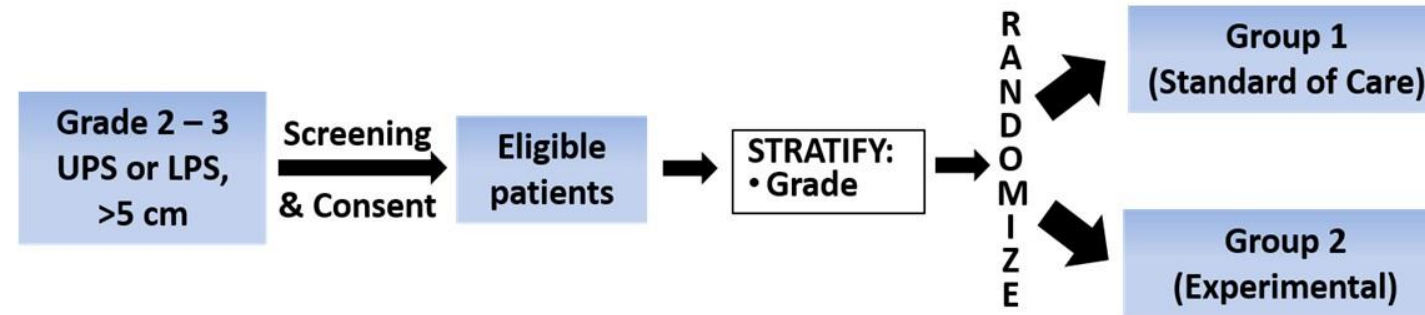 Grade 2 – 3
UPS or LPS,
>5 cm
Screening
& Consent
Eligible
patients
STRATIFY:
• Grade
RANDOMIZE
Group 1
(Standard of Care)
Group 2
(Experimental)